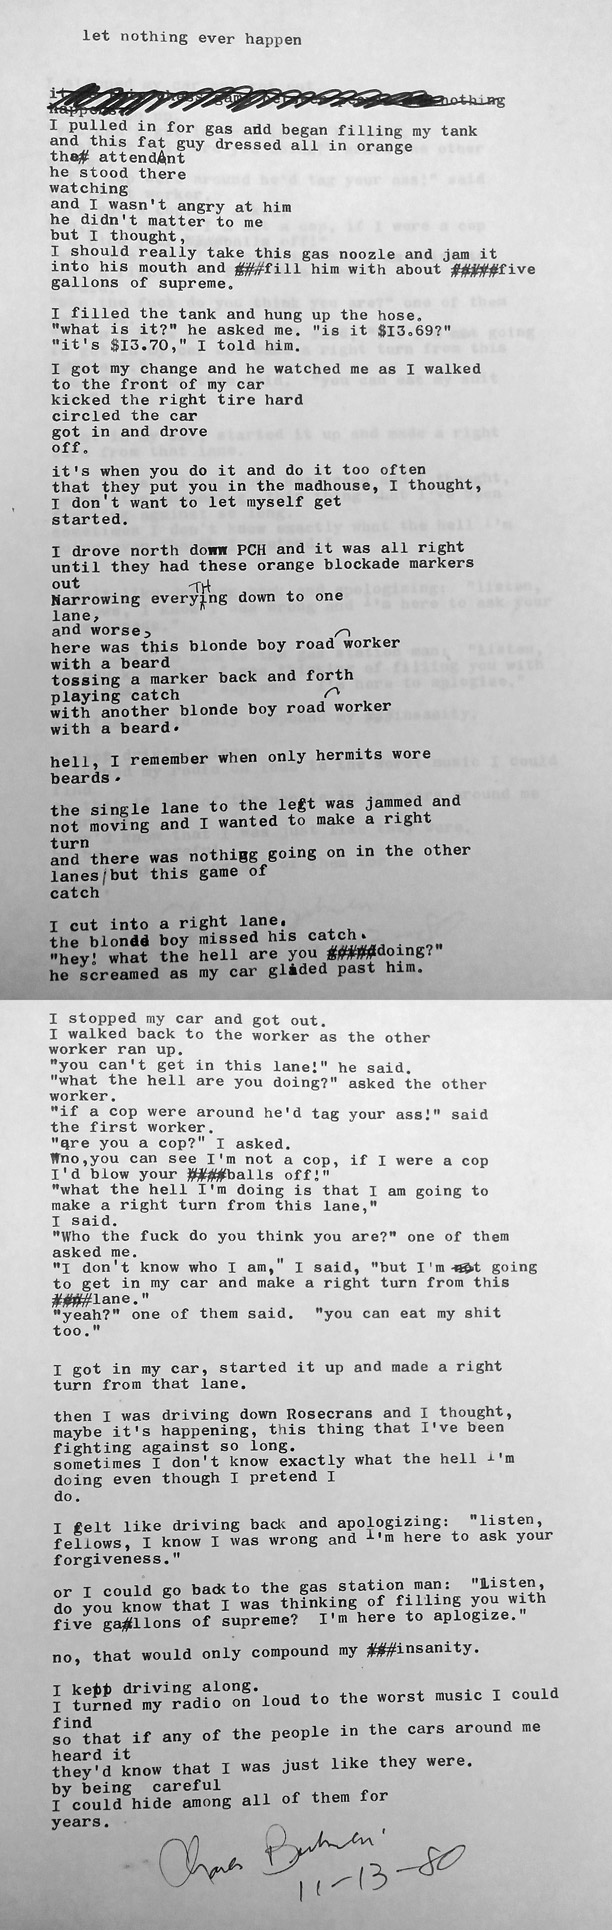 let nothing ever happen
nothing
happens.
I pulled in for gas and began filling my tank
and this fat guy dressed all in orange
the attendAnt
he stood there
watching
and I wasn't angry at him
he didn't matter to me
but I thought,
I should really take this gas noozle and jam it
into his mouth and ###fill him with about #####five
gallons of supreme.
I filled the tank and hung up the hose.
"what is it?" he asked me. "is it $13.69?"
"it's $13.70," I told him.
I got my change and he watched me as I walked
to the front of my car
kicked the right tire hard
circled the car
got in and drove
off.
it's when you do it and do it too often
that they put you in the madhouse, I thought,
I don't want to let myself get
started.
I drove north down PCH and it was all right
until they had these orange blockade markers
out
Narrowing everyTHing down to one
lane,
and worse,
here was this blonde boy road worker
with a beard
tossing a marker back and forth
playing catch
with another blonde boy road worker
with a beard.
hell, I remember when only hermits wore
beards.
the single lane to the left was jammed and
not moving and I wanted to make a right
turn
and there was nothing going on in the other
lanes/but this game of
catch
I cut into a right lane.
the blonde boy missed his catch.
"hey! what the hell are you #####doing?"
he screamed as my car glided past him.
I stopped my car and got out.
I walked back to the worker as the other
worker ran up.
"you can't get in this lane!" he said.
"what the hell are you doing?" asked the other
worker.
"if a cop were around he'd tag your ass!" said
the first worker.
"are you a cop?" I asked.
"no,you can see I'm not a cop, if I were a cop
I'd blow your ####balls off!"
"what the hell I'm doing is that I am going to
make a right turn from this lane,"
I said.
"Who the fuck do you think you are?" one of them
asked me.
"I don't know who I am," I said, "but I'm not going
to get in my car and make a right turn from this
####lane."
"yeah?" one of them said.  "you can eat my shit
too."
I got in my car, started it up and made a right
turn from that lane.
then I was driving down Rosecrans and I thought,
maybe it's happening, this thing that I've been
fighting against so long.
sometimes I don't know exactly what the hell I'm
doing even though I pretend I
do.
I felt like driving back and apologizing:  "listen,
fellows, I know I was wrong and I'm here to ask your
forgiveness."
or I could go back to the gas station man:  "Listen,
do you know that I was thinking of filling you with
five ga#llons of supreme?  I'm here to aplogize."
no, that would only compound my ###insanity.
I kept driving along.
I turned my radio on loud to the worst music I could
find
so that if any of the people in the cars around me
heard it
they'd know that I was just like they were.
by being  careful
I could hide among all of them for
years.
Charles Bukowski
11-13-80